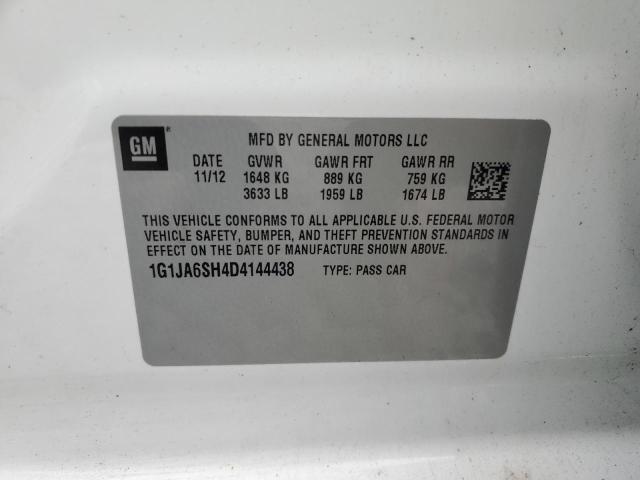 GM ®
MFD BY GENERAL MOTORS LLC
DATE GVWR GAWR FRT GAWR RR
11/12 1648 KG 889 KG 759 KG
3633 LB 1959 LB 1674 LB
THIS VEHICLE CONFORMS TO ALL APPLICABLE U.S. FEDERAL MOTOR
VEHICLE SAFETY, BUMPER, AND THEFT PREVENTION STANDARDS IN
EFFECT ON THE DATE OF MANUFACTURE SHOWN ABOVE.
1G1JA6SH4D4144438 TYPE: PASS CAR